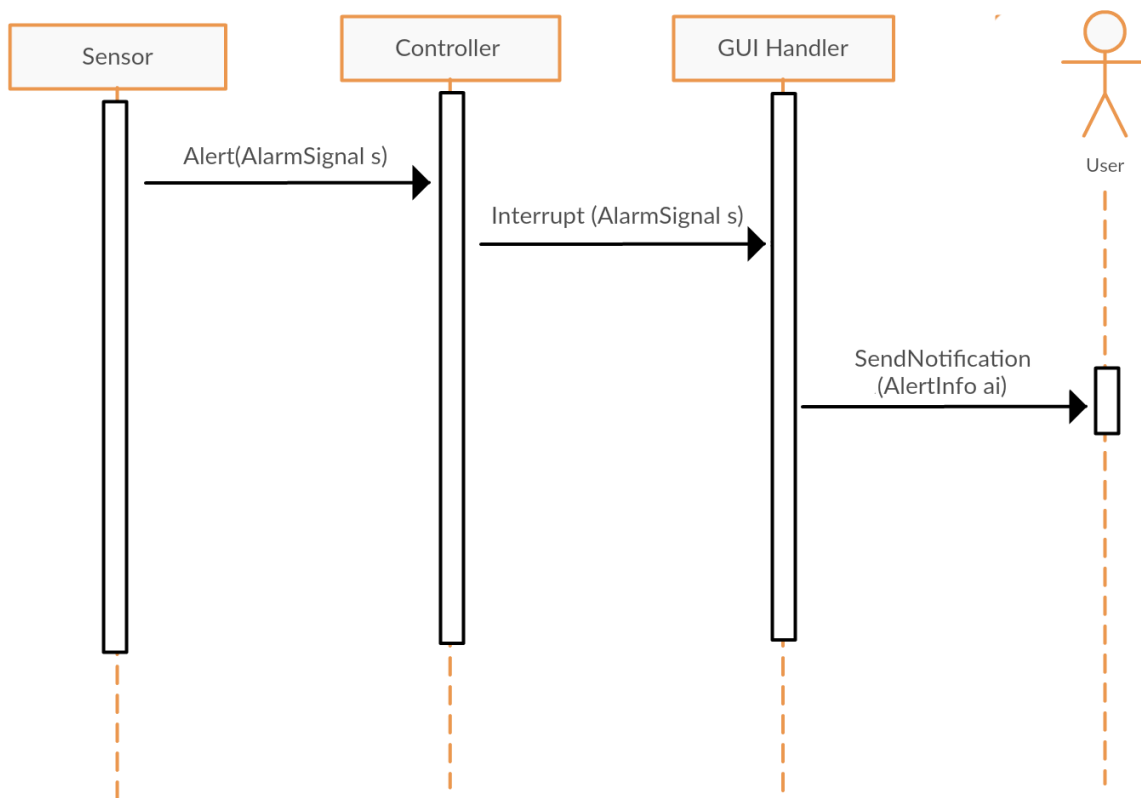 Sensor
Controller
GUI Handler
User
Alert(AlarmSignal s)
Interrupt (AlarmSignal s)
SendNotification
(AlertInfo ai)